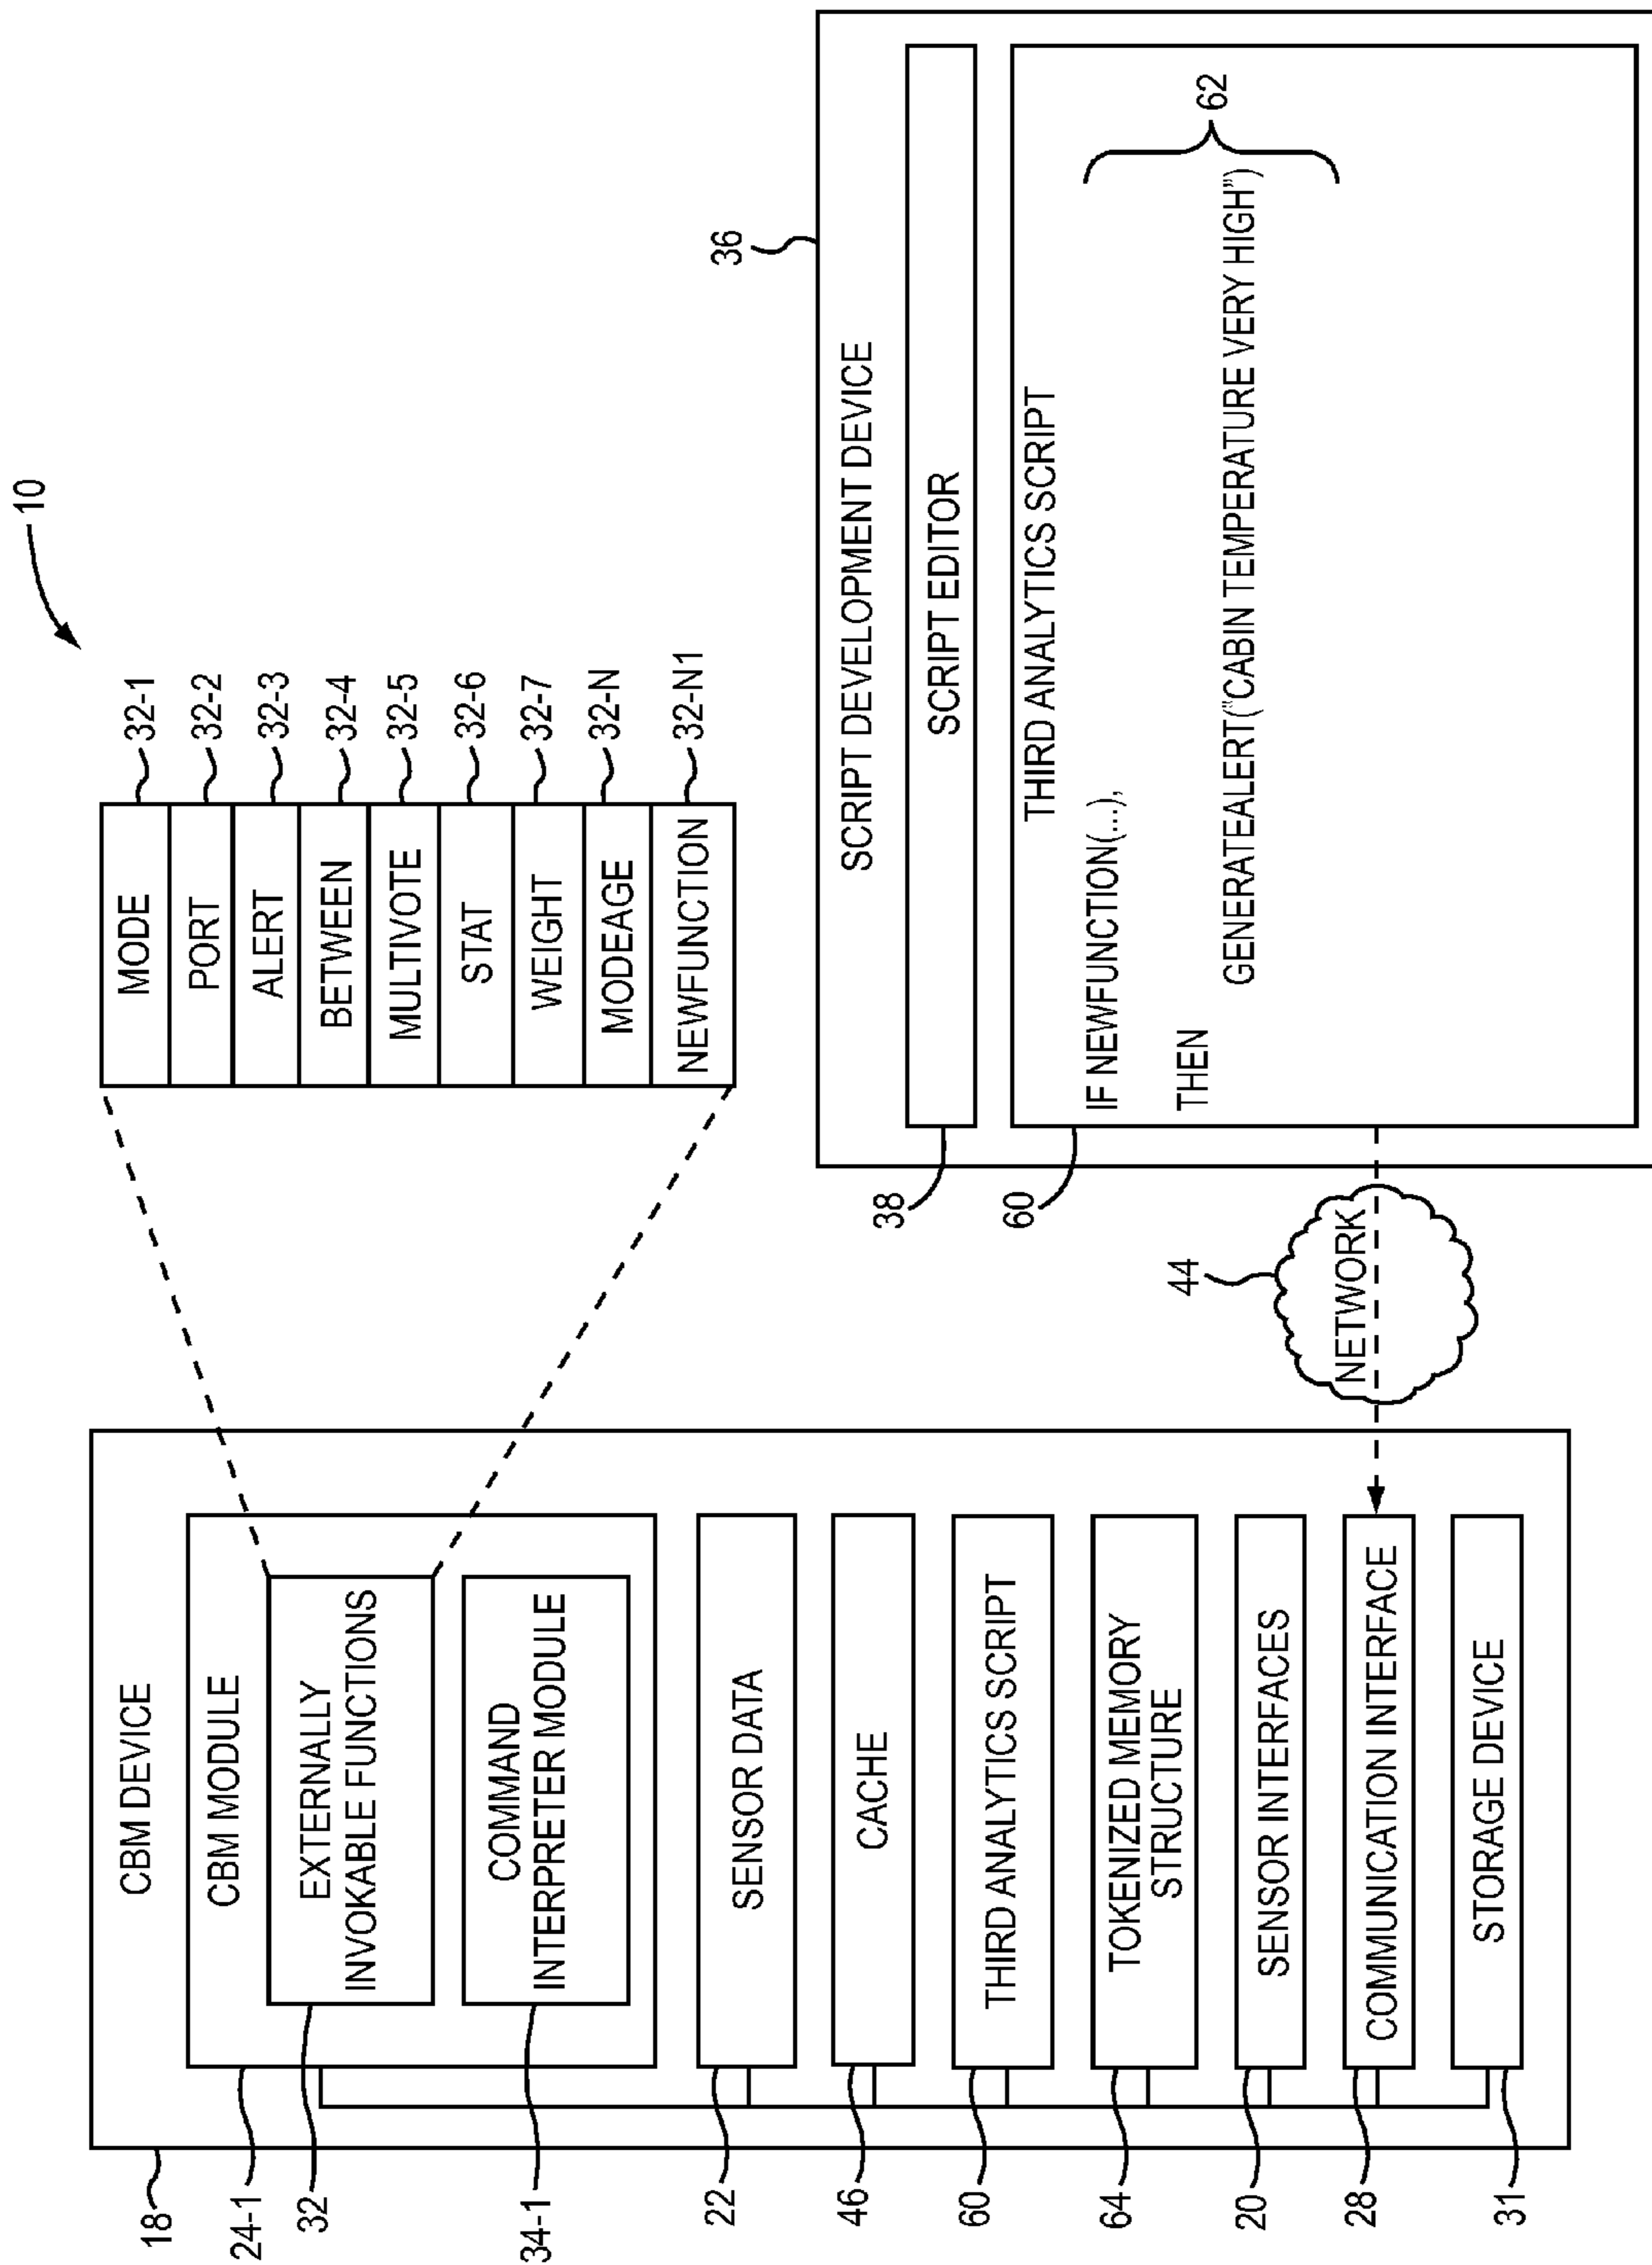 10
18
CBM DEVICE
24-1
CBM MODULE
32
EXTERNALLY
INVOKABLE FUNCTIONS
34-1
COMMAND
INTERPRETER MODULE
22
SENSOR DATA
46
CACHE
60
THIRD ANALYTICS SCRIPT
64
TOKENIZED MEMORY
STRUCTURE
20
SENSOR INTERFACES
28
COMMUNICATION INTERFACE
31
STORAGE DEVICE
MODE 32-1
PORT 32-2
ALERT 32-3
BETWEEN 32-4
MULTIVOTE 32-5
STAT 32-6
WEIGHT 32-7
MODEAGE 32-N
NEWFUNCTION 32-N1
44
NETWORK
36
SCRIPT DEVELOPMENT DEVICE
38
SCRIPT EDITOR
60
THIRD ANALYTICS SCRIPT
IF NEWFUNCTION(...),
THEN
GENERATEALERT("CABIN TEMPERATURE VERY HIGH")
62